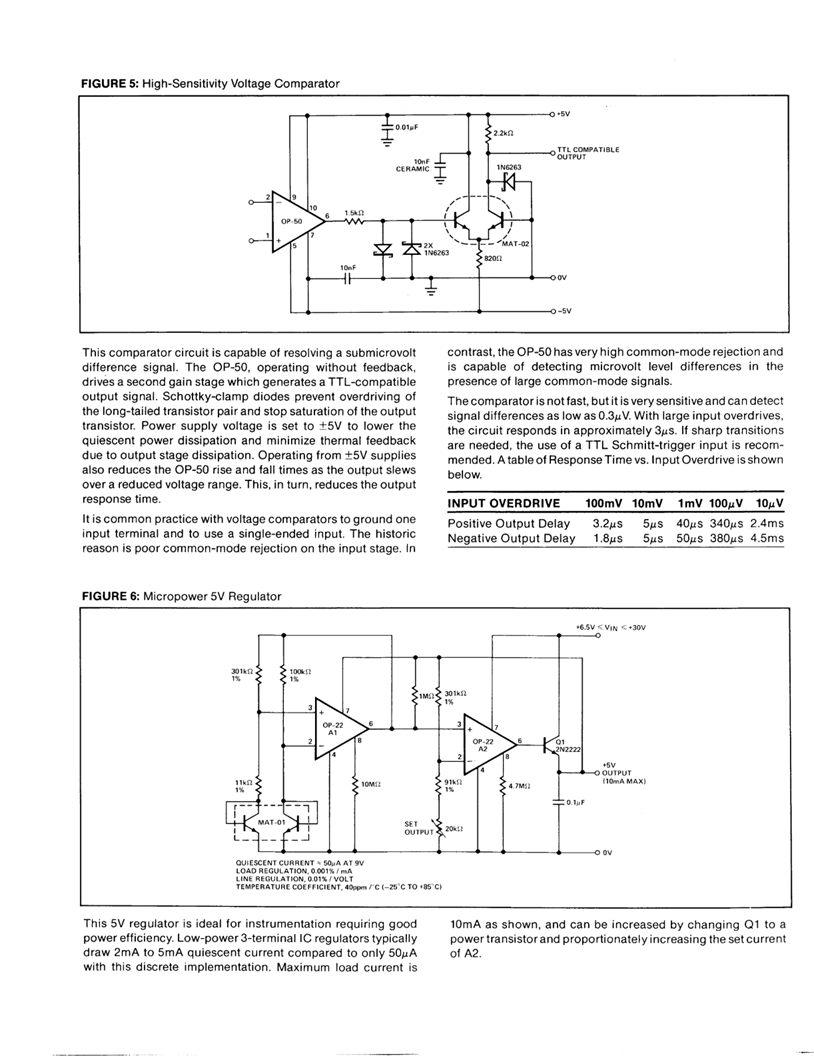 FIGURE 5: High-Sensitivity Voltage Comparator
+5V
0.01µF
2.2kΩ
TTL COMPATIBLE
OUTPUT
10nF
CERAMIC
1N6263
2
9
10
6
1.5kΩ
OP-50
1
7
5
2X
1N6263
MAT-02
820Ω
10nF
0V
-5V
This comparator circuit is capable of resolving a submicrovolt
difference signal. The OP-50, operating without feedback,
drives a second gain stage which generates a TTL-compatible
output signal. Schottky-clamp diodes prevent overdriving of
the long-tailed transistor pair and stop saturation of the output
transistor. Power supply voltage is set to ±5V to lower the
quiescent power dissipation and minimize thermal feedback
due to output stage dissipation. Operating from ±5V supplies
also reduces the OP-50 rise and fall times as the output slews
over a reduced voltage range. This, in turn, reduces the output
response time.
It is common practice with voltage comparators to ground one
input terminal and to use a single-ended input. The historic
reason is poor common-mode rejection on the input stage. In
contrast, the OP-50 has very high common-mode rejection and
is capable of detecting microvolt level differences in the
presence of large common-mode signals.
The comparator is not fast, but it is very sensitive and can detect
signal differences as low as 0.3µV. With large input overdrives,
the circuit responds in approximately 3µs. If sharp transitions
are needed, the use of a TTL Schmitt-trigger input is recom-
mended. A table of Response Time vs. Input Overdrive is shown
below.
INPUT OVERDRIVE 100mV 10mV 1mV 100µV 10µV
Positive Output Delay 3.2µs 5µs 40µs 340µs 2.4ms
Negative Output Delay 1.8µs 5µs 50µs 380µs 4.5ms
FIGURE 6: Micropower 5V Regulator
+6.5V ≤ VIN ≤ +30V
301kΩ
1%
100kΩ
1%
1MΩ
301kΩ
1%
3
7
OP-22
A1
6
2
8
4
3
7
OP-22
A2
6
2
8
4
Q1
2N2222
+5V
OUTPUT
(10mA MAX)
11kΩ
1%
10MΩ
91kΩ
1%
4.7MΩ
0.1µF
MAT-01
SET
OUTPUT
20kΩ
0V
QUIESCENT CURRENT ≈ 50µA AT 9V
LOAD REGULATION, 0.001% / mA
LINE REGULATION, 0.01% / VOLT
TEMPERATURE COEFFICIENT, 40ppm /°C (-25°C TO +85°C)
This 5V regulator is ideal for instrumentation requiring good
power efficiency. Low-power 3-terminal IC regulators typically
draw 2mA to 5mA quiescent current compared to only 50µA
with this discrete implementation. Maximum load current is
10mA as shown, and can be increased by changing Q1 to a
power transistor and proportionately increasing the set current
of A2.